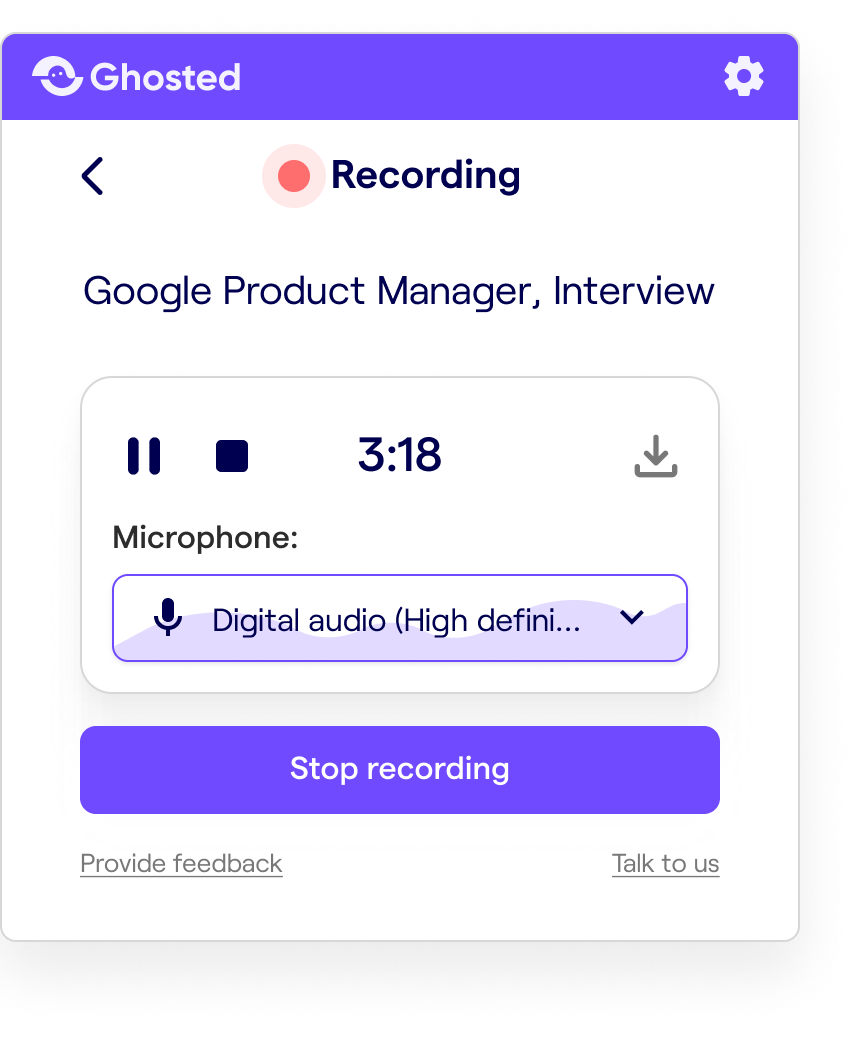 Ghosted
Recording
Google Product Manager, Interview
3:18
Microphone:
Digital audio (High defini...
Stop recording
Provide feedback
Talk to us